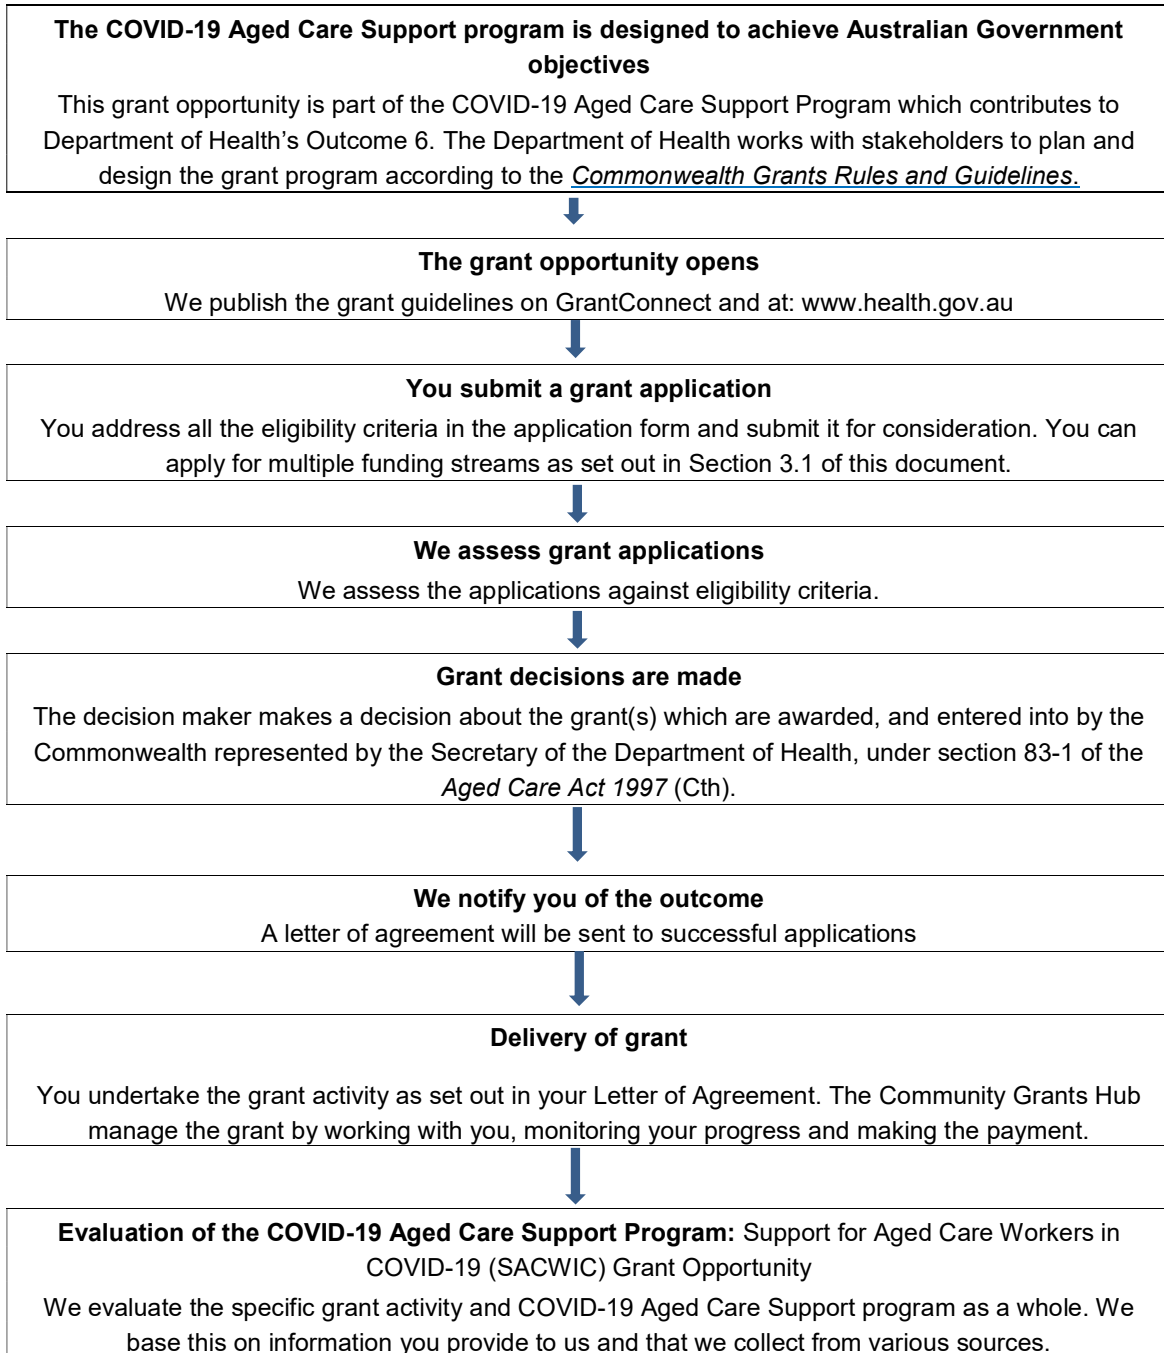 The COVID-19 Aged Care Support program is designed to achieve Australian Government
objectives
This grant opportunity is part of the COVID-19 Aged Care Support Program which contributes to
Department of Health's Outcome 6. The Department of Health works with stakeholders to plan and
design the grant program according to the Commonwealth Grants Rules and Guidelines.
The grant opportunity opens
We publish the grant guidelines on GrantConnect and at: www.health.gov.au
You submit a grant application
You address all the eligibility criteria in the application form and submit it for consideration. You can
apply for multiple funding streams as set out in Section 3.1 of this document.
We assess grant applications
We assess the applications against eligibility criteria.
Grant decisions are made
The decision maker makes a decision about the grant(s) which are awarded, and entered into by the
Commonwealth represented by the Secretary of the Department of Health, under section 83-1 of the
Aged Care Act 1997 (Cth).
We notify you of the outcome
A letter of agreement will be sent to successful applications
Delivery of grant
You undertake the grant activity as set out in your Letter of Agreement. The Community Grants Hub
manage the grant by working with you, monitoring your progress and making the payment.
Evaluation of the COVID-19 Aged Care Support Program: Support for Aged Care Workers in
COVID-19 (SACWIC) Grant Opportunity
We evaluate the specific grant activity and COVID-19 Aged Care Support program as a whole. We
base this on information you provide to us and that we collect from various sources.